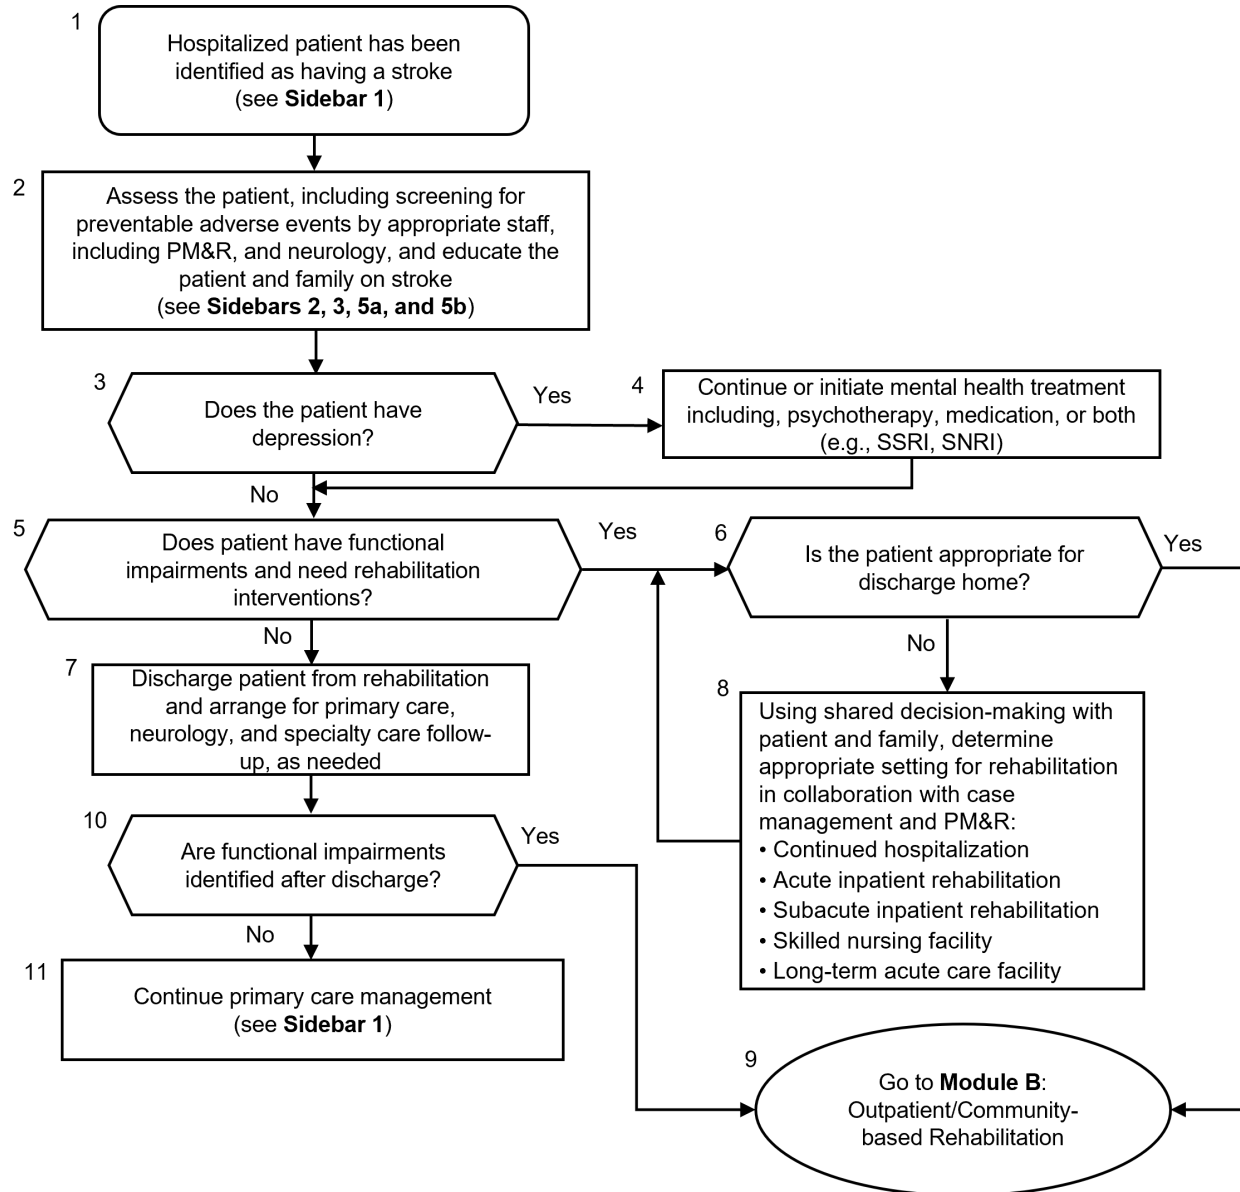 1
Hospitalized patient has been
identified as having a stroke
(see Sidebar 1)
2
Assess the patient, including screening for
preventable adverse events by appropriate staff,
including PM&R, and neurology, and educate the
patient and family on stroke
(see Sidebars 2, 3, 5a, and 5b)
3
Does the patient have
depression?
Yes
No
4
Continue or initiate mental health treatment
including, psychotherapy, medication, or both
(e.g., SSRI, SNRI)
5
Does patient have functional
impairments and need rehabilitation
interventions?
Yes
No
6
Is the patient appropriate for
discharge home?
Yes
No
7
Discharge patient from rehabilitation
and arrange for primary care,
neurology, and specialty care follow-
up, as needed
8
Using shared decision-making with
patient and family, determine
appropriate setting for rehabilitation
in collaboration with case
management and PM&R:
• Continued hospitalization
• Acute inpatient rehabilitation
• Subacute inpatient rehabilitation
• Skilled nursing facility
• Long-term acute care facility
10
Are functional impairments
identified after discharge?
Yes
No
11
Continue primary care management
(see Sidebar 1)
9
Go to Module B:
Outpatient/Community-
based Rehabilitation